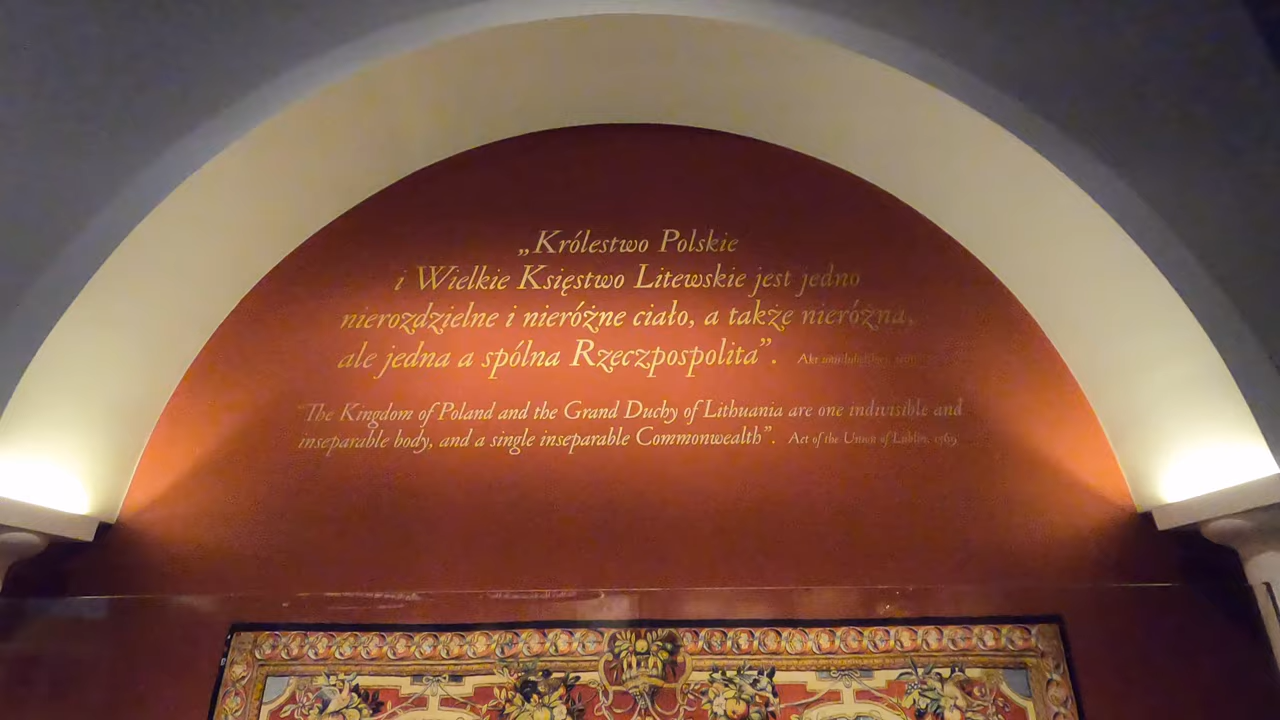 „Królestwo Polskie
i Wielkie Księstwo Litewskie jest jedno
nierozdzielne i nieróżne ciało, a także nieróżna,
ale jedna a spólna Rzeczpospolita”. Akt
"The Kingdom of Poland and the Grand Duchy of Lithuania are one indivisible and
inseparable body, and a single inseparable Commonwealth”. Act of the Union of Lublin, 1569